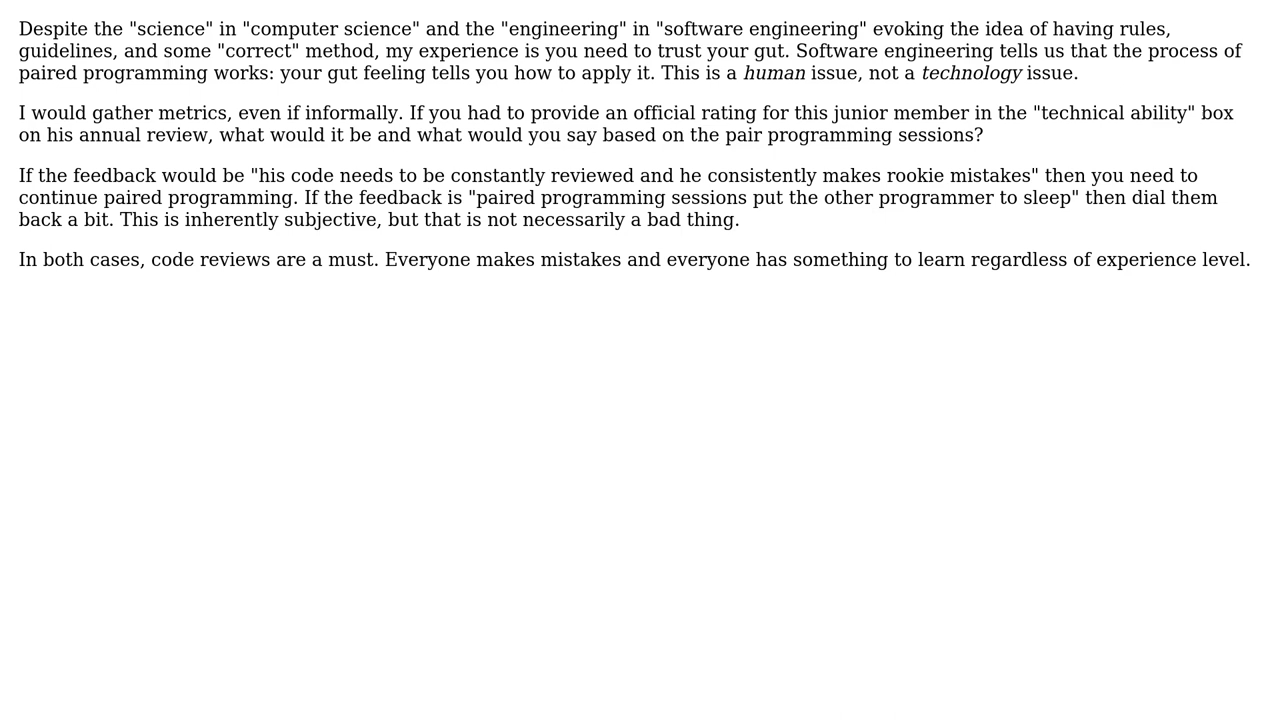 Despite the "science" in "computer science" and the "engineering" in "software engineering" evoking the idea of having rules,
guidelines, and some "correct" method, my experience is you need to trust your gut. Software engineering tells us that the process of
paired programming works: your gut feeling tells you how to apply it. This is a human issue, not a technology issue.
I would gather metrics, even if informally. If you had to provide an official rating for this junior member in the "technical ability" box
on his annual review, what would it be and what would you say based on the pair programming sessions?
If the feedback would be "his code needs to be constantly reviewed and he consistently makes rookie mistakes" then you need to
continue paired programming. If the feedback is "paired programming sessions put the other programmer to sleep" then dial them
back a bit. This is inherently subjective, but that is not necessarily a bad thing.
In both cases, code reviews are a must. Everyone makes mistakes and everyone has something to learn regardless of experience level.